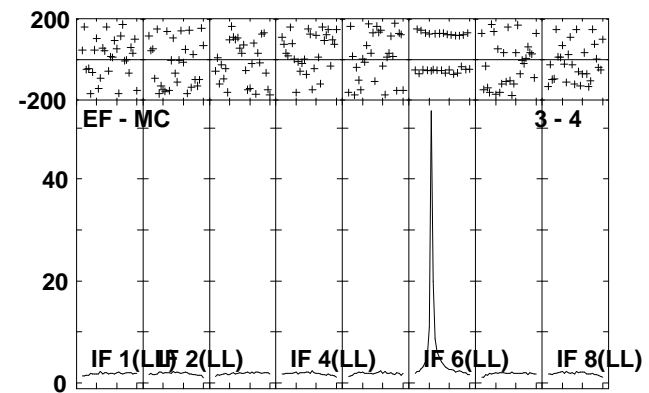 200
-200
EF - MC 3 - 4
40
20
IF 1(LL) IF 2(LL) IF 4(LL) IF 6(LL) IF 8(LL)
0